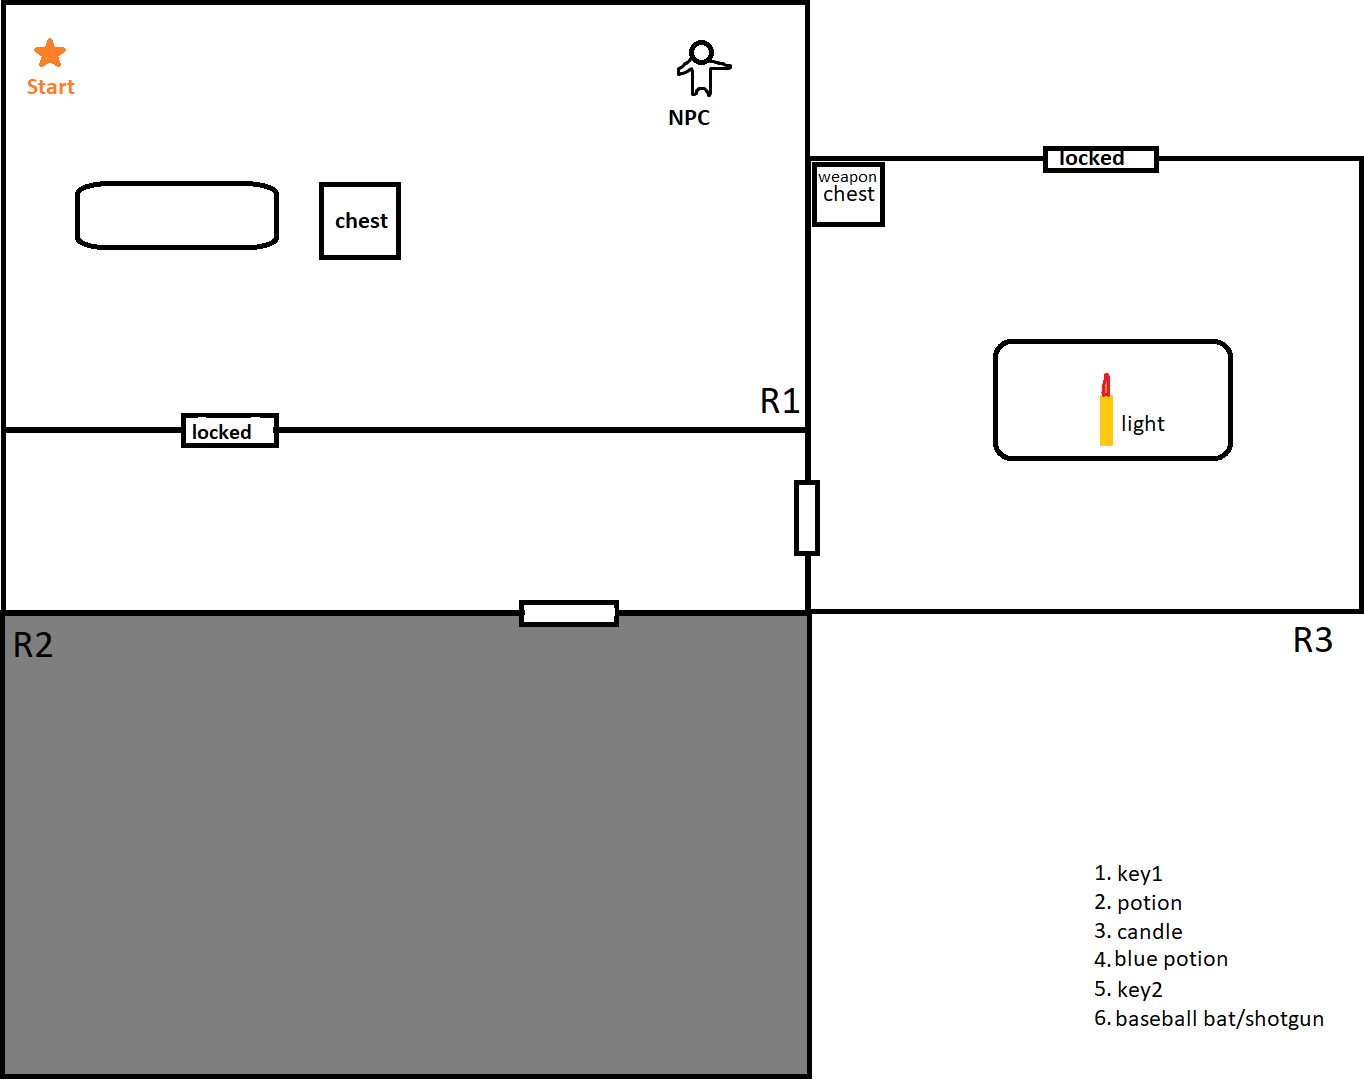 Start
NPC
chest
R1
locked
locked
weapon
chest
light
R2
R3
1. key1
2. potion
3. candle
4. blue potion
5. key2
6. baseball bat/shotgun